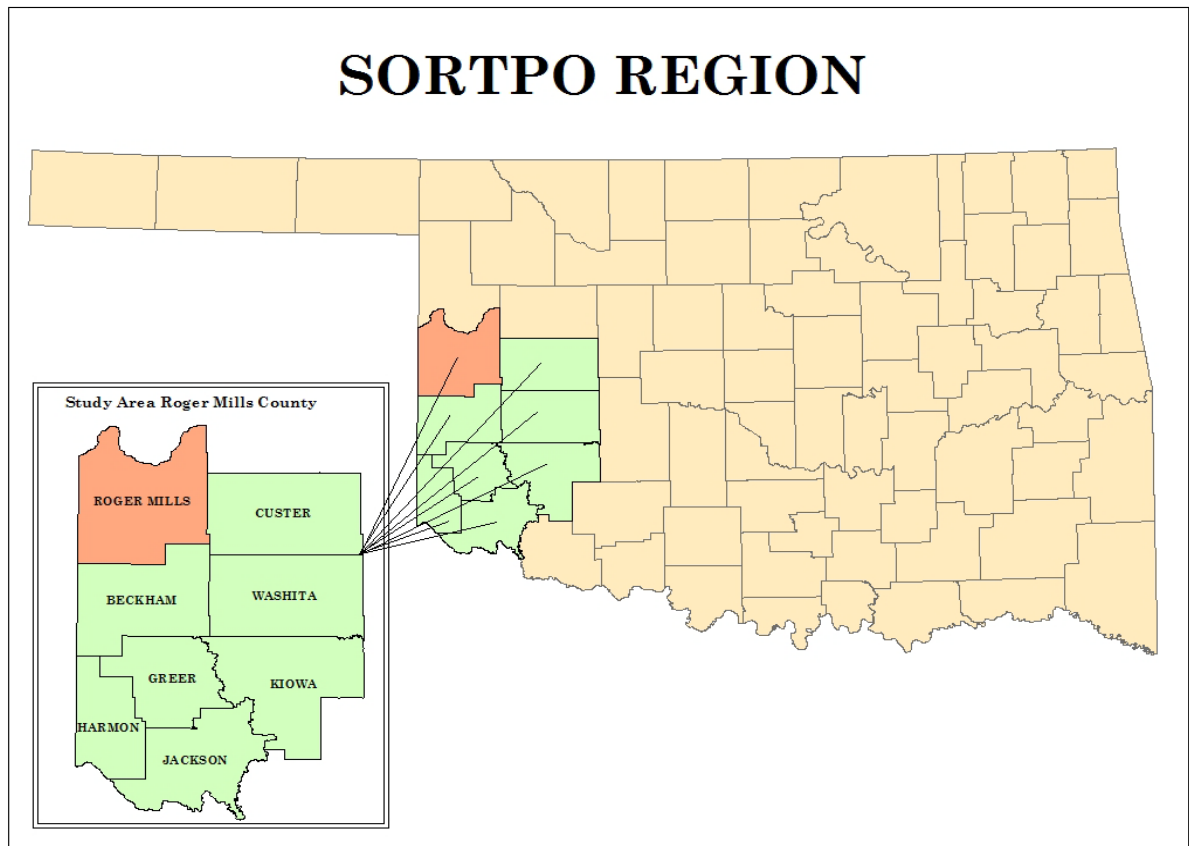 SORTPO REGION
Study Area Roger Mills County
ROGER MILLS
CUSTER
BECKHAM
WASHITA
GREER
KIOWA
HARMON
JACKSON